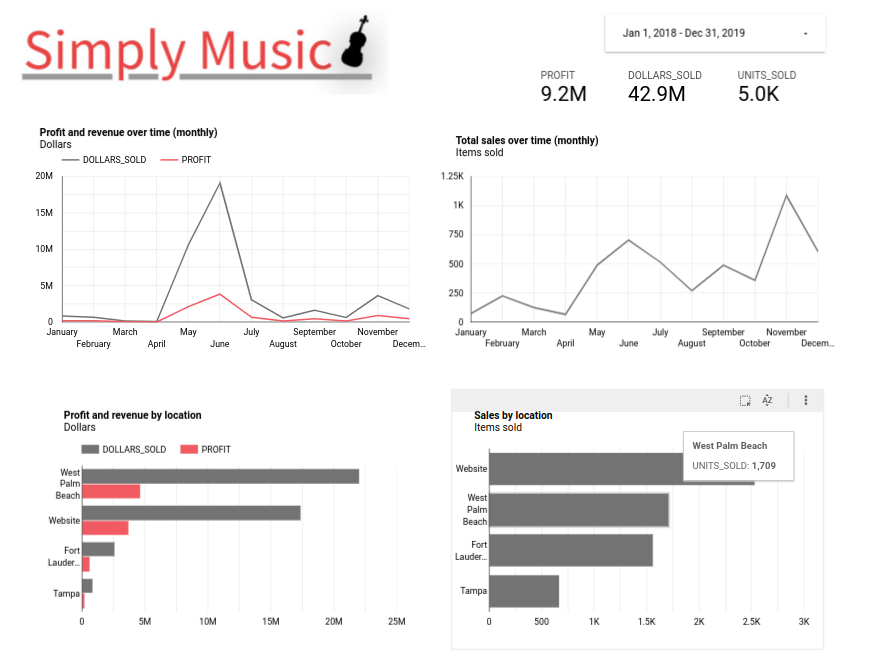 Simply Music
Jan 1, 2018 - Dec 31, 2019
PROFIT
9.2M
DOLLARS_SOLD
42.9M
UNITS_SOLD
5.0K
Profit and revenue over time (monthly)
Dollars
DOLLARS_SOLD PROFIT
20M
15M
10M
5M
0
January March May July September November
February April June August October Decem...
Total sales over time (monthly)
Items sold
1.25K
1K
750
500
250
0
January March May July September November
February April June August October Decem...
Profit and revenue by location
Dollars
DOLLARS_SOLD PROFIT
West
Palm
Beach
Website
Fort
Lauder...
Tampa
0 5M 10M 15M 20M 25M
AZ
Sales by location
Items sold
West Palm Beach
UNITS_SOLD: 1,709
Website
West
Palm
Beach
Fort
Lauder...
Tampa
0 500 1K 1.5K 2K 2.5K 3K